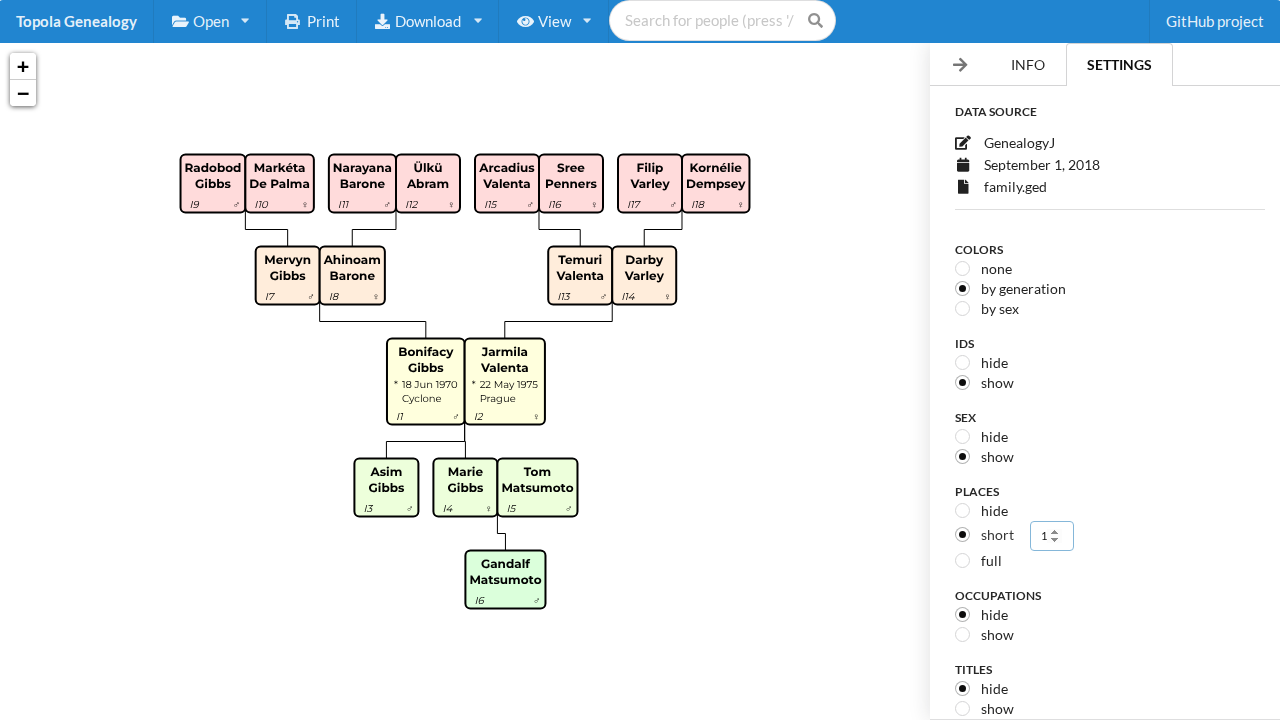 Topola Genealogy
Open
Print
Download
View
Search for people (press '/
GitHub project
+
−
INFO
SETTINGS
DATA SOURCE
GenealogyJ
September 1, 2018
family.ged
COLORS
none
by generation
by sex
IDS
hide
show
SEX
hide
show
PLACES
hide
short 1
full
OCCUPATIONS
hide
show
TITLES
hide
show
Radobod
Gibbs
I9 ♂
Markéta
De Palma
I10 ♀
Narayana
Barone
I11 ♂
Ülkü
Abram
I12 ♀
Arcadius
Valenta
I15 ♂
Sree
Penners
I16 ♀
Filip
Varley
I17 ♂
Kornélie
Dempsey
I18 ♀
Mervyn
Gibbs
I7 ♂
Ahinoam
Barone
I8 ♀
Temuri
Valenta
I13 ♂
Darby
Varley
I14 ♀
Bonifacy
Gibbs
* 18 Jun 1970
Cyclone
I1 ♂
Jarmila
Valenta
* 22 May 1975
Prague
I2 ♀
Asim
Gibbs
I3 ♂
Marie
Gibbs
I4 ♀
Tom
Matsumoto
I5 ♂
Gandalf
Matsumoto
I6 ♂